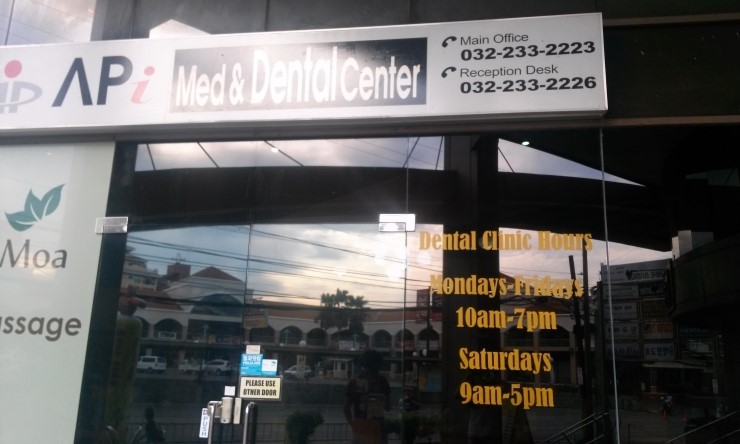 APi Med & Dental Center
Main Office
032-233-2223
Reception Desk
032-233-2226
Moa
ssage
Dental Clinic Hours
Mondays-Fridays
10am-7pm
Saturdays
9am-5pm
PLEASE USE
OTHER DOOR